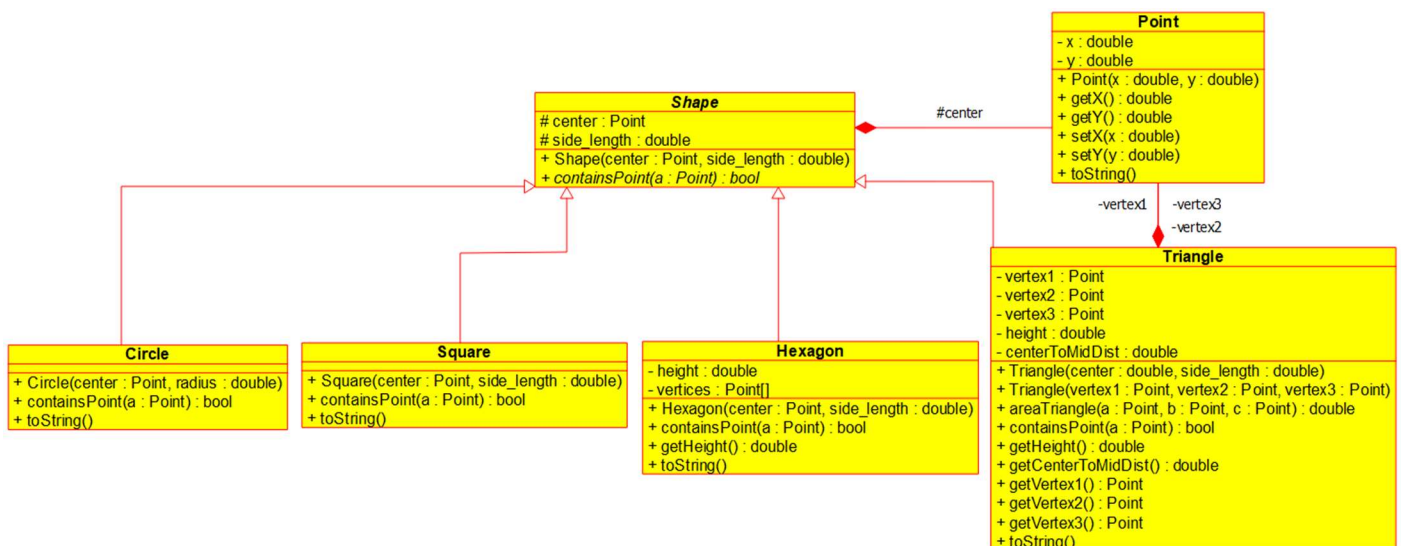 Point
- x : double
- y : double
+ Point(x : double, y : double)
+ getX() : double
+ getY() : double
+ setX(x : double)
+ setY(y : double)
+ toString()
Shape
# center : Point
# side_length : double
+ Shape(center : Point, side_length : double)
+ containsPoint(a : Point) : bool
#center
-vertex1
-vertex3
-vertex2
Circle
+ Circle(center : Point, radius : double)
+ containsPoint(a : Point) : bool
+ toString()
Square
+ Square(center : Point, side_length : double)
+ containsPoint(a : Point) : bool
+ toString()
Hexagon
- height : double
- vertices : Point[]
+ Hexagon(center : Point, side_length : double)
+ containsPoint(a : Point) : bool
+ getHeight() : double
+ toString()
Triangle
- vertex1 : Point
- vertex2 : Point
- vertex3 : Point
- height : double
- centerToMidDist : double
+ Triangle(center : double, side_length : double)
+ Triangle(vertex1 : Point, vertex2 : Point, vertex3 : Point)
+ areaTriangle(a : Point, b : Point, c : Point) : double
+ containsPoint(a : Point) : bool
+ getHeight() : double
+ getCenterToMidDist() : double
+ getVertex1() : Point
+ getVertex2() : Point
+ getVertex3() : Point
+ toString()